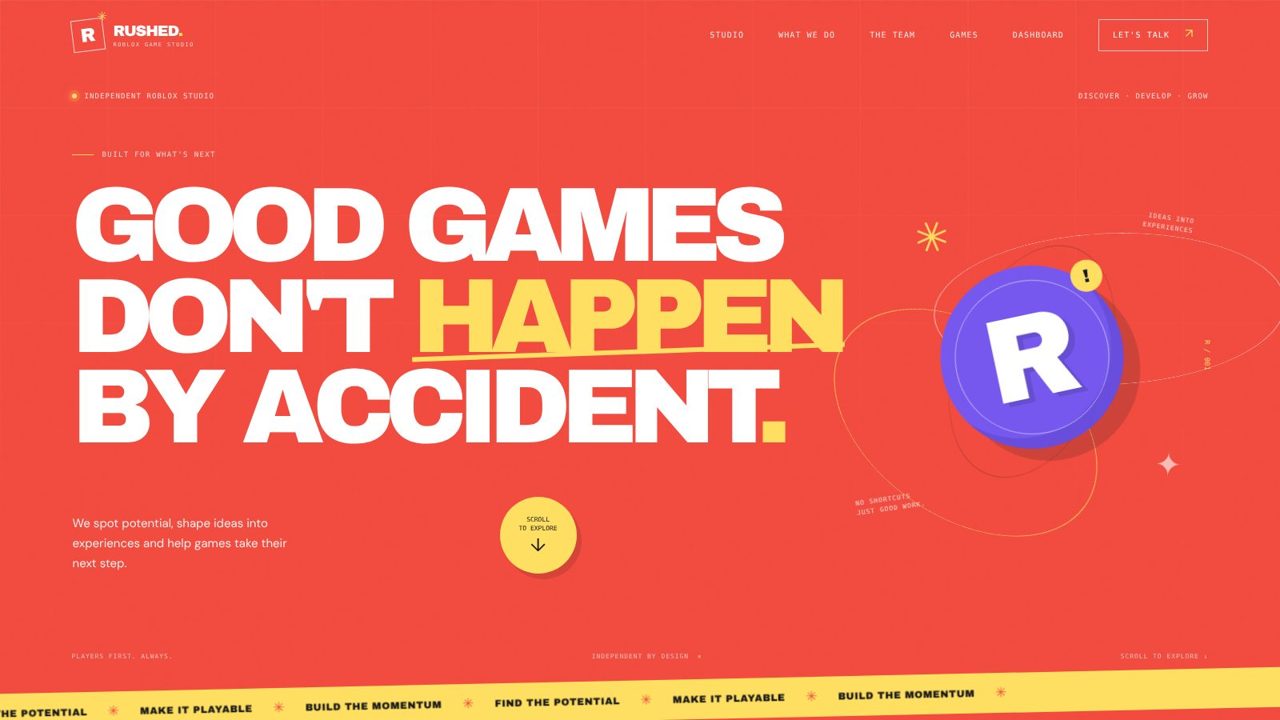 R
RUSHED.
ROBLOX GAME STUDIO
STUDIO
WHAT WE DO
THE TEAM
GAMES
DASHBOARD
LET'S TALK
INDEPENDENT ROBLOX STUDIO
DISCOVER · DEVELOP · GROW
BUILT FOR WHAT'S NEXT
GOOD GAMES
DON'T HAPPEN
BY ACCIDENT.
IDEAS INTO
EXPERIENCES
!
R
R / 001
NO SHORTCUTS
JUST GOOD WORK.
We spot potential, shape ideas into
experiences and help games take their
next step.
SCROLL
TO EXPLORE
PLAYERS FIRST. ALWAYS.
INDEPENDENT BY DESIGN
SCROLL TO EXPLORE ↓
THE POTENTIAL ✳ MAKE IT PLAYABLE ✳ BUILD THE MOMENTUM ✳ FIND THE POTENTIAL ✳ MAKE IT PLAYABLE ✳ BUILD THE MOMENTUM ✳